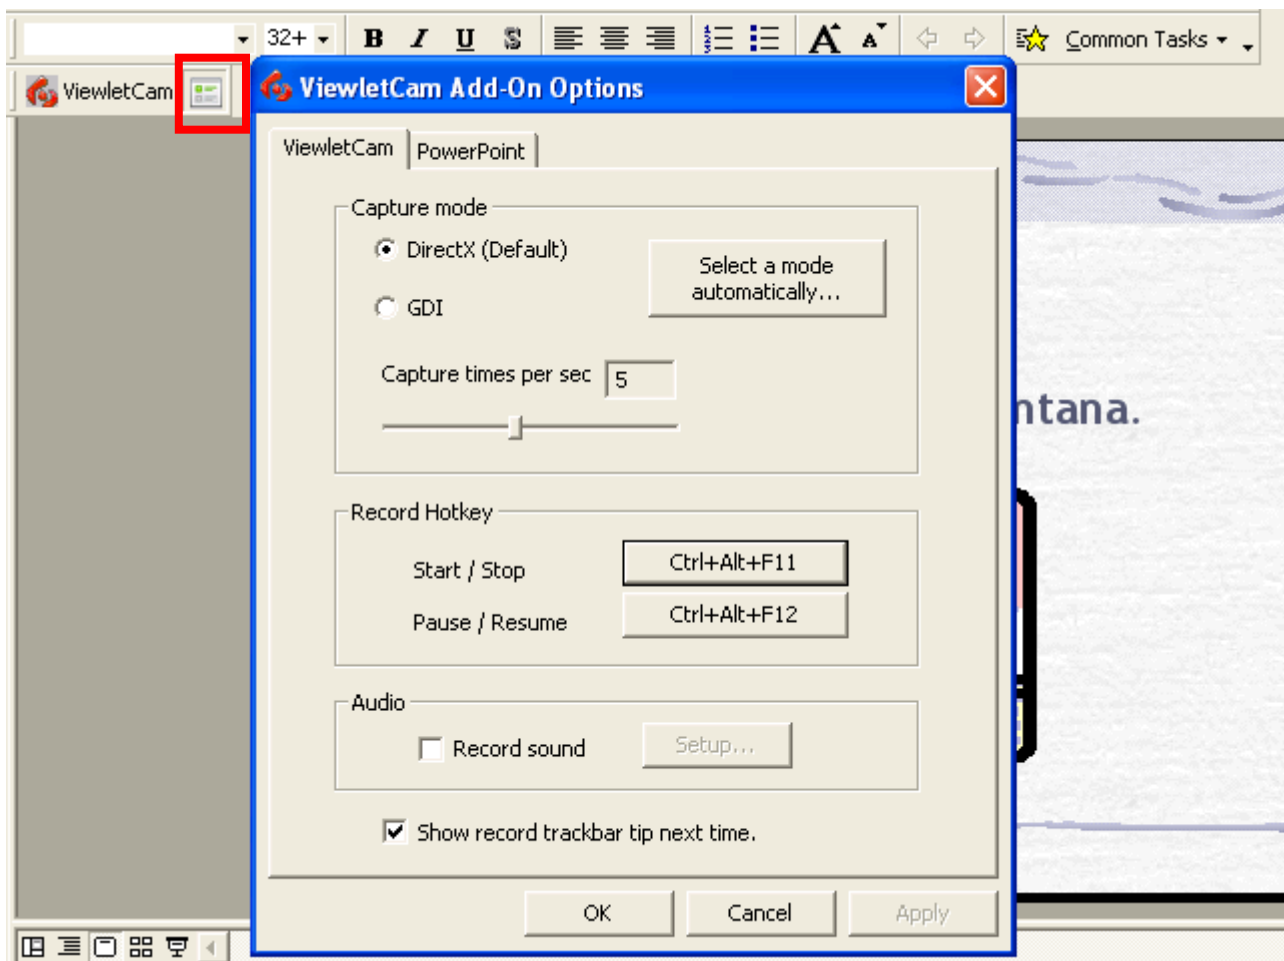 32+ B I U S A A Common Tasks
ViewletCam
ViewletCam Add-On Options
ViewletCam PowerPoint
Capture mode
DirectX (Default)
Select a mode
automatically...
GDI
Capture times per sec 5
ntana.
Record Hotkey
Start / Stop Ctrl+Alt+F11
Pause / Resume Ctrl+Alt+F12
Audio
Record sound Setup...
Show record trackbar tip next time.
OK Cancel Apply